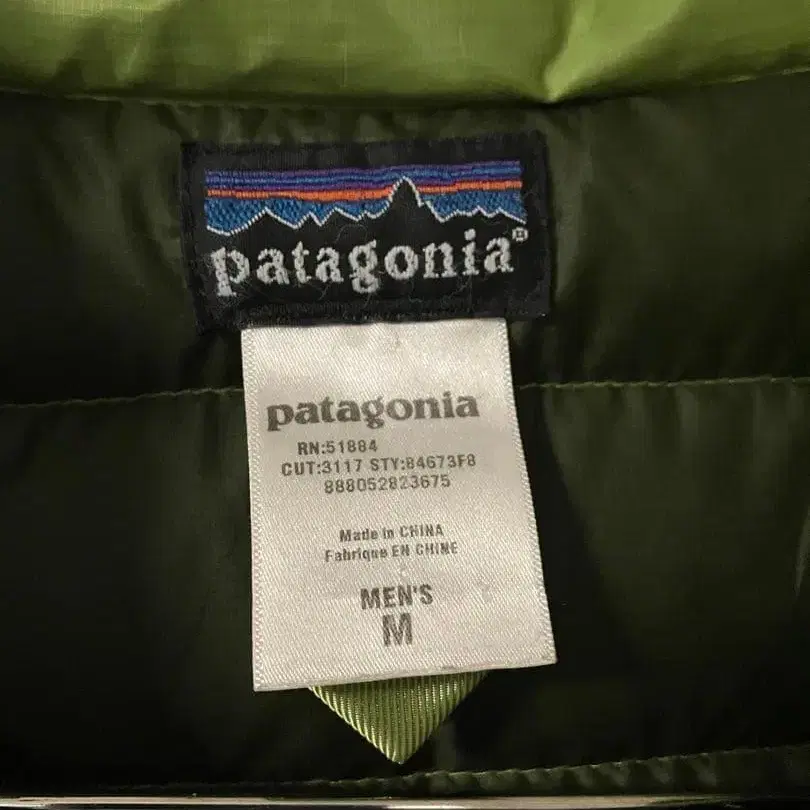 patagonia®
patagonia
RN:51884
CUT:3117 STY:84673F8
888052823675
Made in CHINA
Fabriqué EN CHINE
MEN'S
M